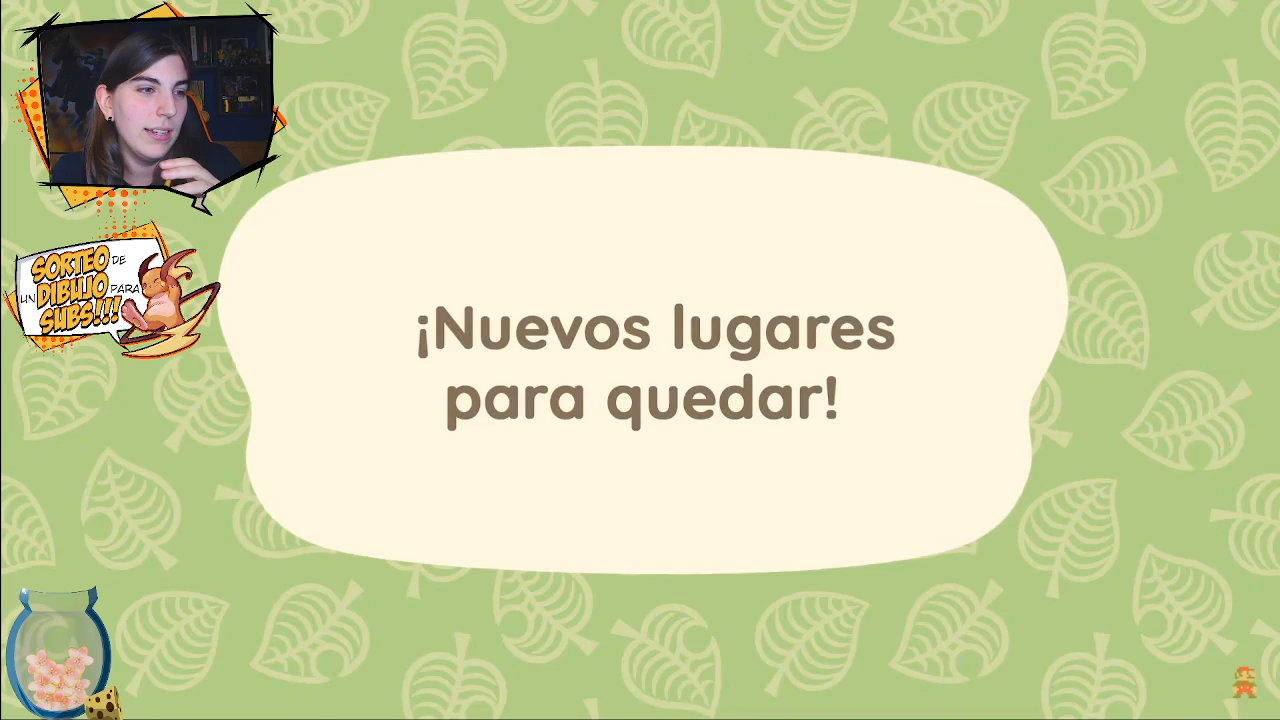 SORTEO DE
UN DIBUJO PARA
SUBS!!!
¡Nuevos lugares
para quedar!